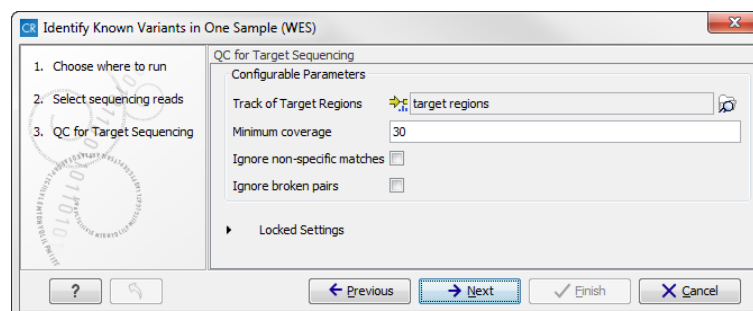 CR Identify Known Variants in One Sample (WES)
X
1. Choose where to run
2. Select sequencing reads
3. QC for Target Sequencing
QC for Target Sequencing
Configurable Parameters
Track of Target Regions target regions
Minimum coverage 30
Ignore non-specific matches
Ignore broken pairs
Locked Settings
? Previous Next Finish Cancel